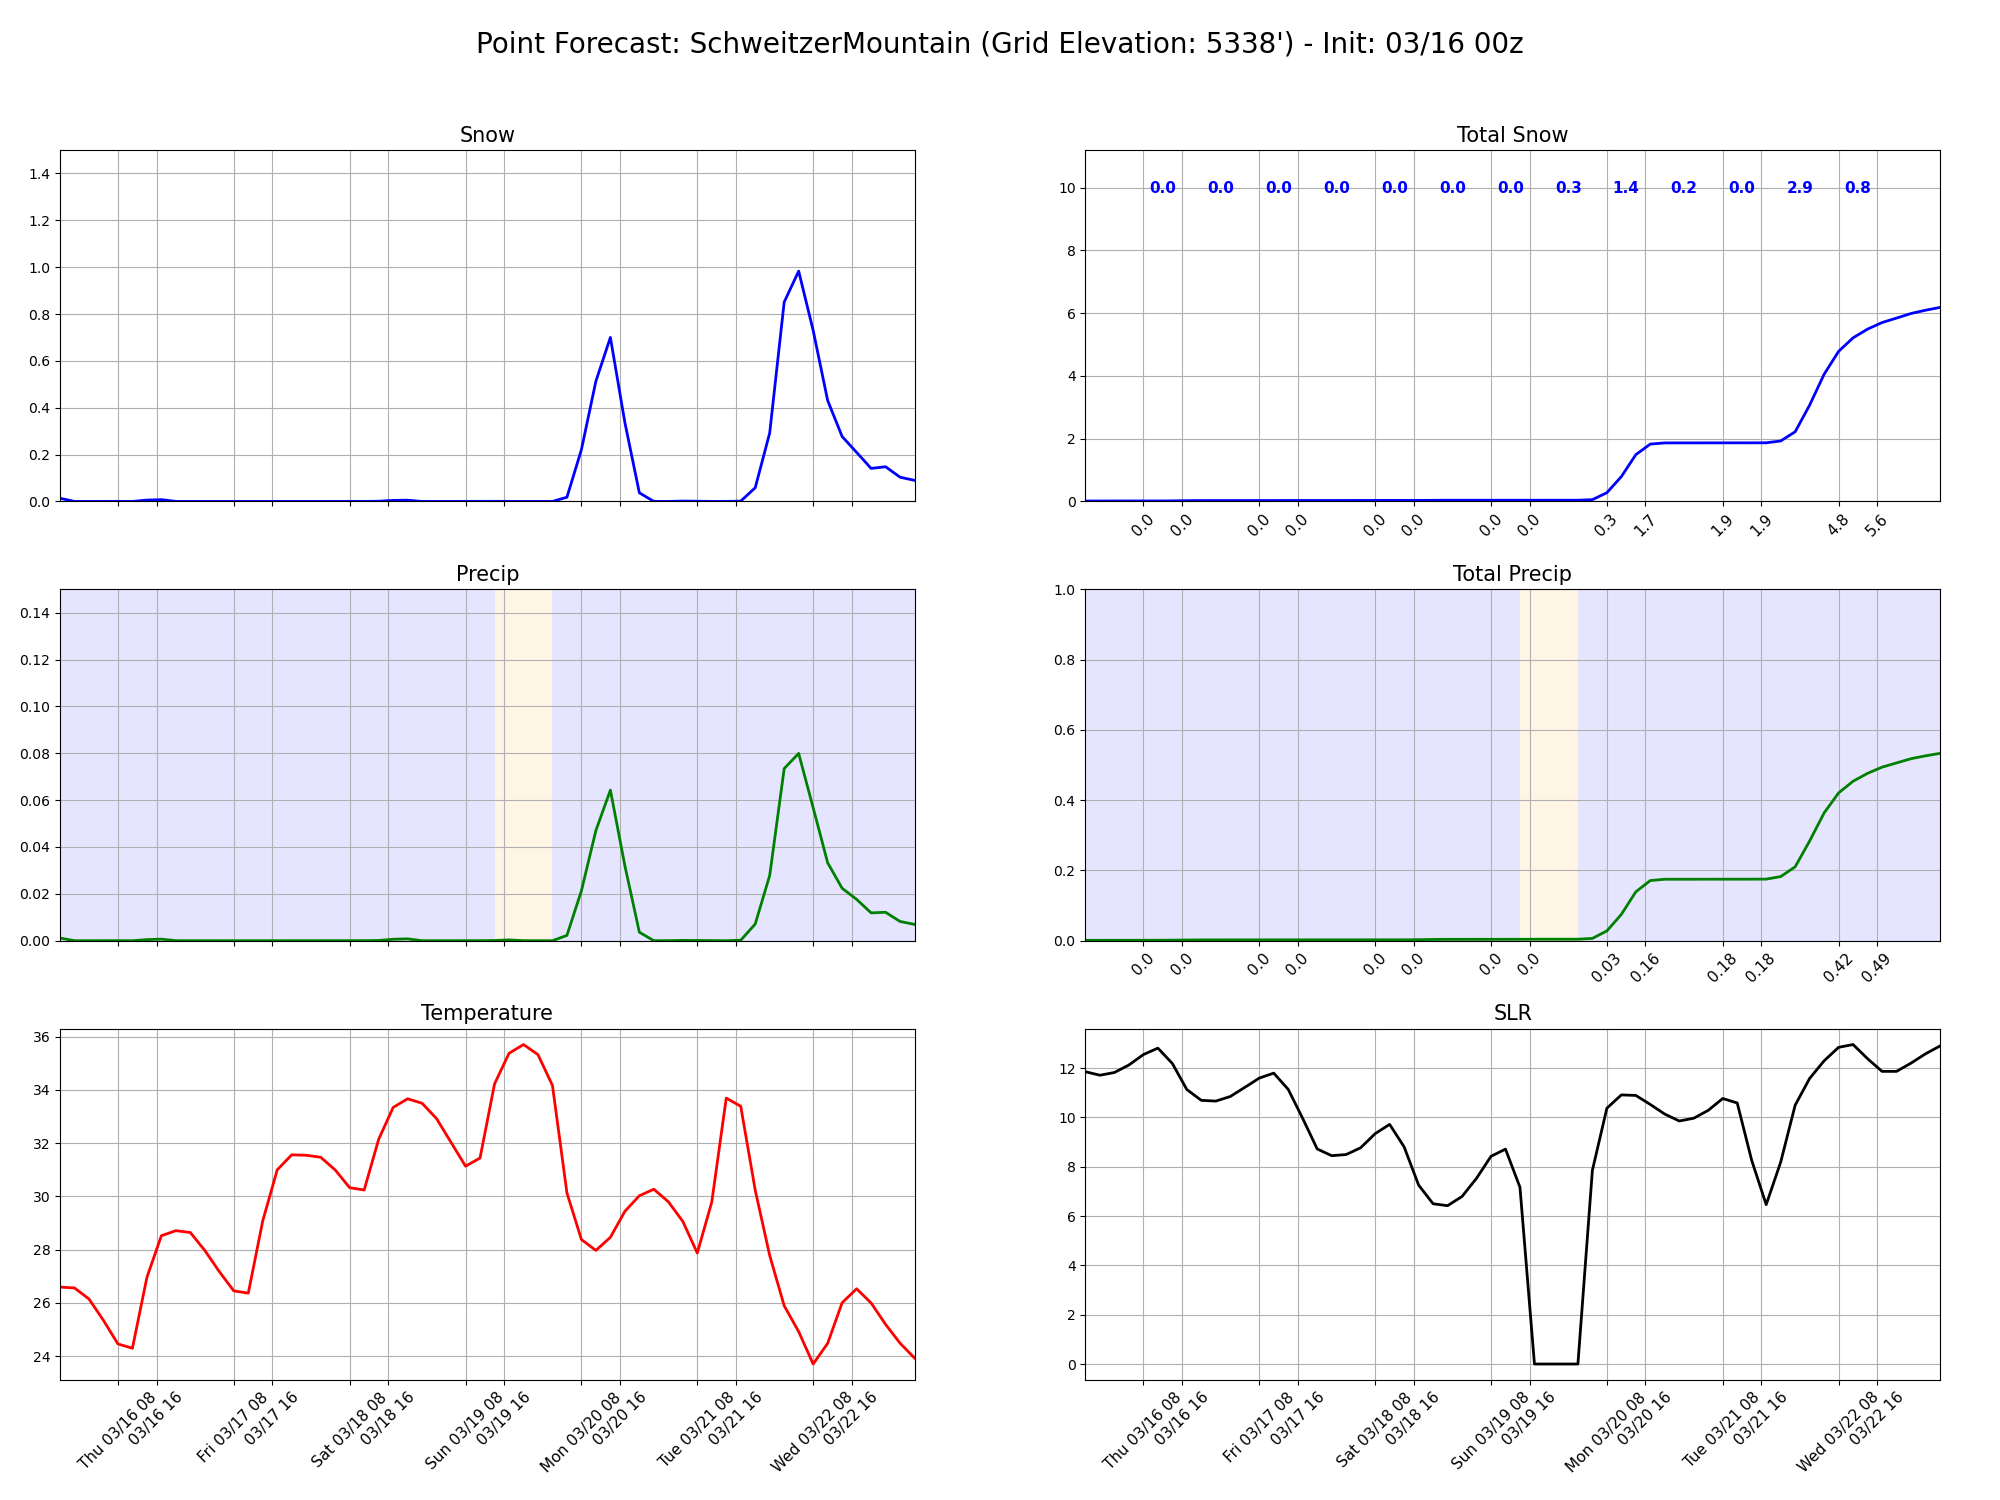 Point Forecast: SchweitzerMountain (Grid Elevation: 5338') - Init: 03/16 00z
Snow
1.4
1.2
1.0
0.8
0.6
0.4
0.2
0.0
Total Snow
10
8
6
4
2
0
0.0 0.0 0.0 0.0 0.0 0.0 0.0 0.3 1.4 0.2 0.0 2.9 0.8
0.0 0.0 0.0 0.0 0.0 0.0 0.0 0.0 0.3 1.7 1.9 1.9 4.8 5.6
Precip
0.14
0.12
0.10
0.08
0.06
0.04
0.02
0.00
Total Precip
1.0
0.8
0.6
0.4
0.2
0.0
0.0 0.0 0.0 0.0 0.0 0.0 0.0 0.0 0.03 0.16 0.18 0.18 0.42 0.49
Temperature
36
34
32
30
28
26
24
Thu 03/16 08
03/16 16
Fri 03/17 08
03/17 16
Sat 03/18 08
03/18 16
Sun 03/19 08
03/19 16
Mon 03/20 08
03/20 16
Tue 03/21 08
03/21 16
Wed 03/22 08
03/22 16
SLR
12
10
8
6
4
2
0
Thu 03/16 08
03/16 16
Fri 03/17 08
03/17 16
Sat 03/18 08
03/18 16
Sun 03/19 08
03/19 16
Mon 03/20 08
03/20 16
Tue 03/21 08
03/21 16
Wed 03/22 08
03/22 16